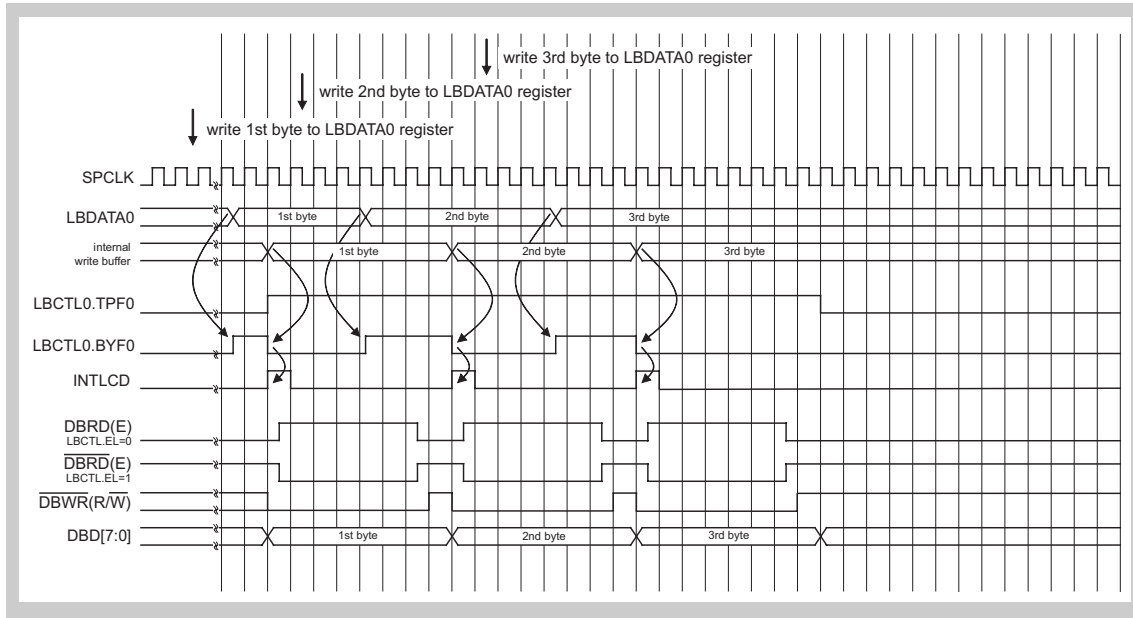 write 3rd byte to LBDATA0 register
write 2nd byte to LBDATA0 register
write 1st byte to LBDATA0 register
SPCLK
LBDATA0
1st byte
2nd byte
3rd byte
internal
write buffer
1st byte
2nd byte
3rd byte
LBCTL0.TPF0
LBCTL0.BYF0
INTLCD
DBRD(E)
LBCTL.EL=0
DBRD(E)
LBCTL.EL=1
DBWR(R/W)
DBD[7:0]
1st byte
2nd byte
3rd byte